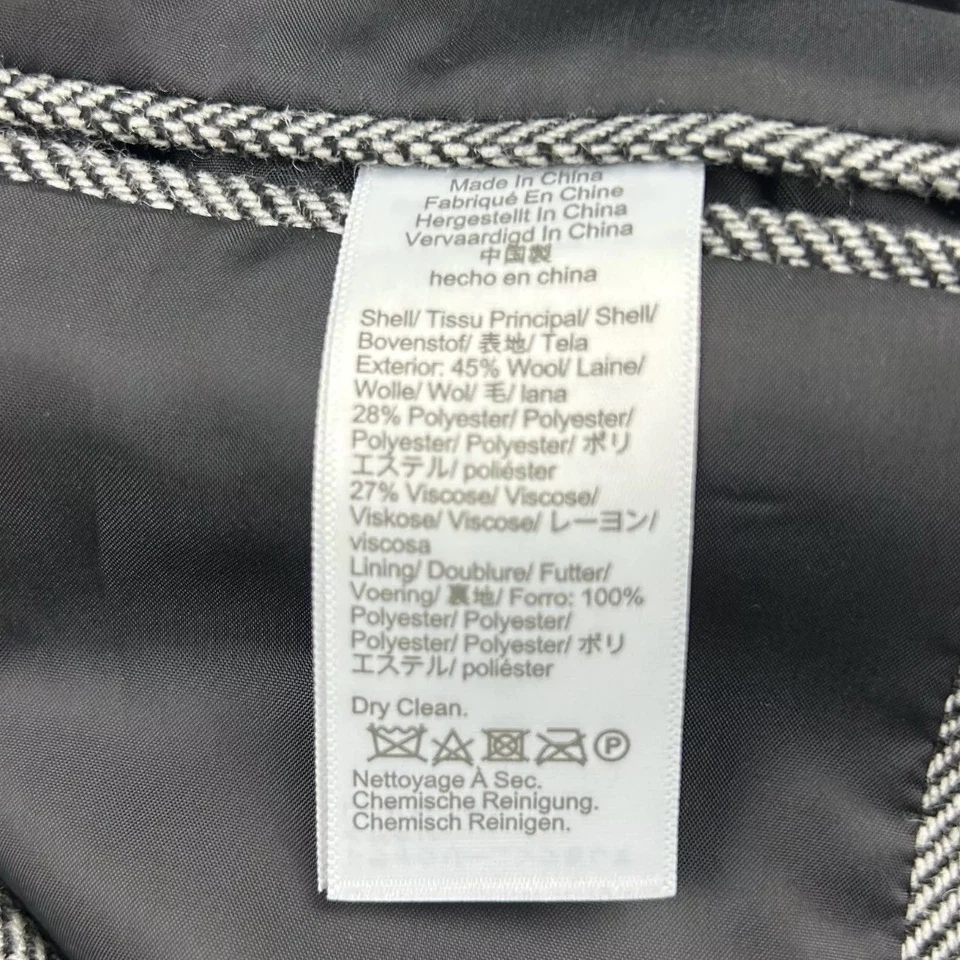 Made In China
Fabriqué En Chine
Hergestellt In China
Vervaardigd In China
中国製
hecho en china
Shell/ Tissu Principal/ Shell/
Bovenstof/ 表地/ Tela
Exterior: 45% Wool/ Laine/
Wolle/ Wol/ 毛/ lana
28% Polyester/ Polyester/
Polyester/ Polyester/ ポリ
エステル/ poliéster
27% Viscose/ Viscose/
Viskose/ Viscose/ レーヨン/
viscosa
Lining/ Doublure/ Futter/
Voering/ 裏地/ Forro: 100%
Polyester/ Polyester/
Polyester/ Polyester/ ポリ
エステル/ poliéster
Dry Clean.
P
Nettoyage À Sec.
Chemische Reinigung.
Chemisch Reinigen.